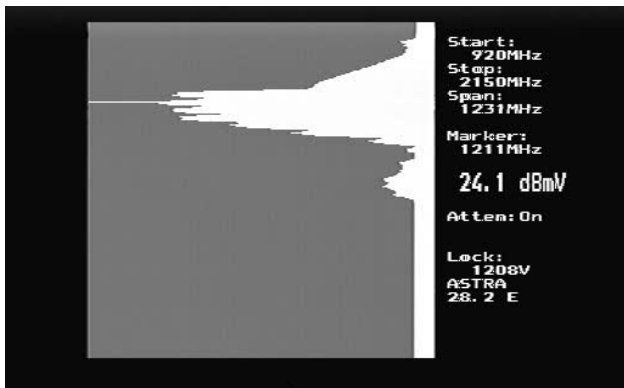 Start:
920MHz
Stop:
2150MHz
Span:
1231MHz
Marker:
1211MHz
24.1 dBmV
Atten:On
Lock:
1208V
ASTRA
28.2 E